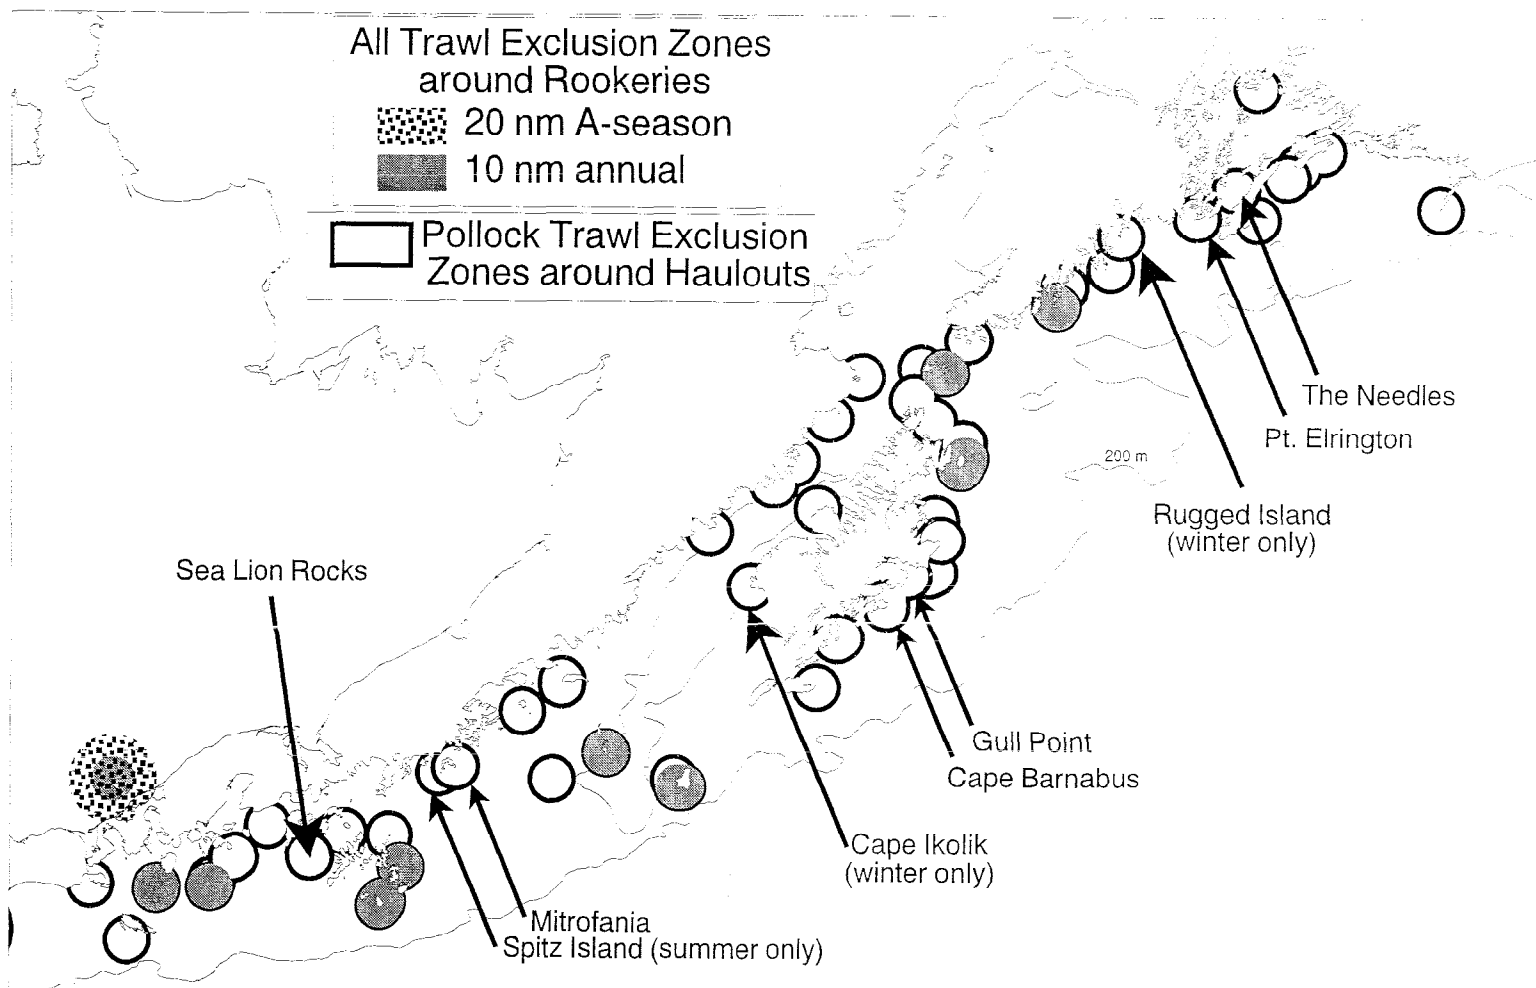 All Trawl Exclusion Zones
around Rookeries
20 nm A-season
10 nm annual
Pollock Trawl Exclusion
Zones around Haulouts
The Needles
Pt. Elrington
200 m
Rugged Island
(winter only)
Sea Lion Rocks
Gull Point
Cape Barnabus
Cape Ikolik
(winter only)
Mitrofania
Spitz Island (summer only)